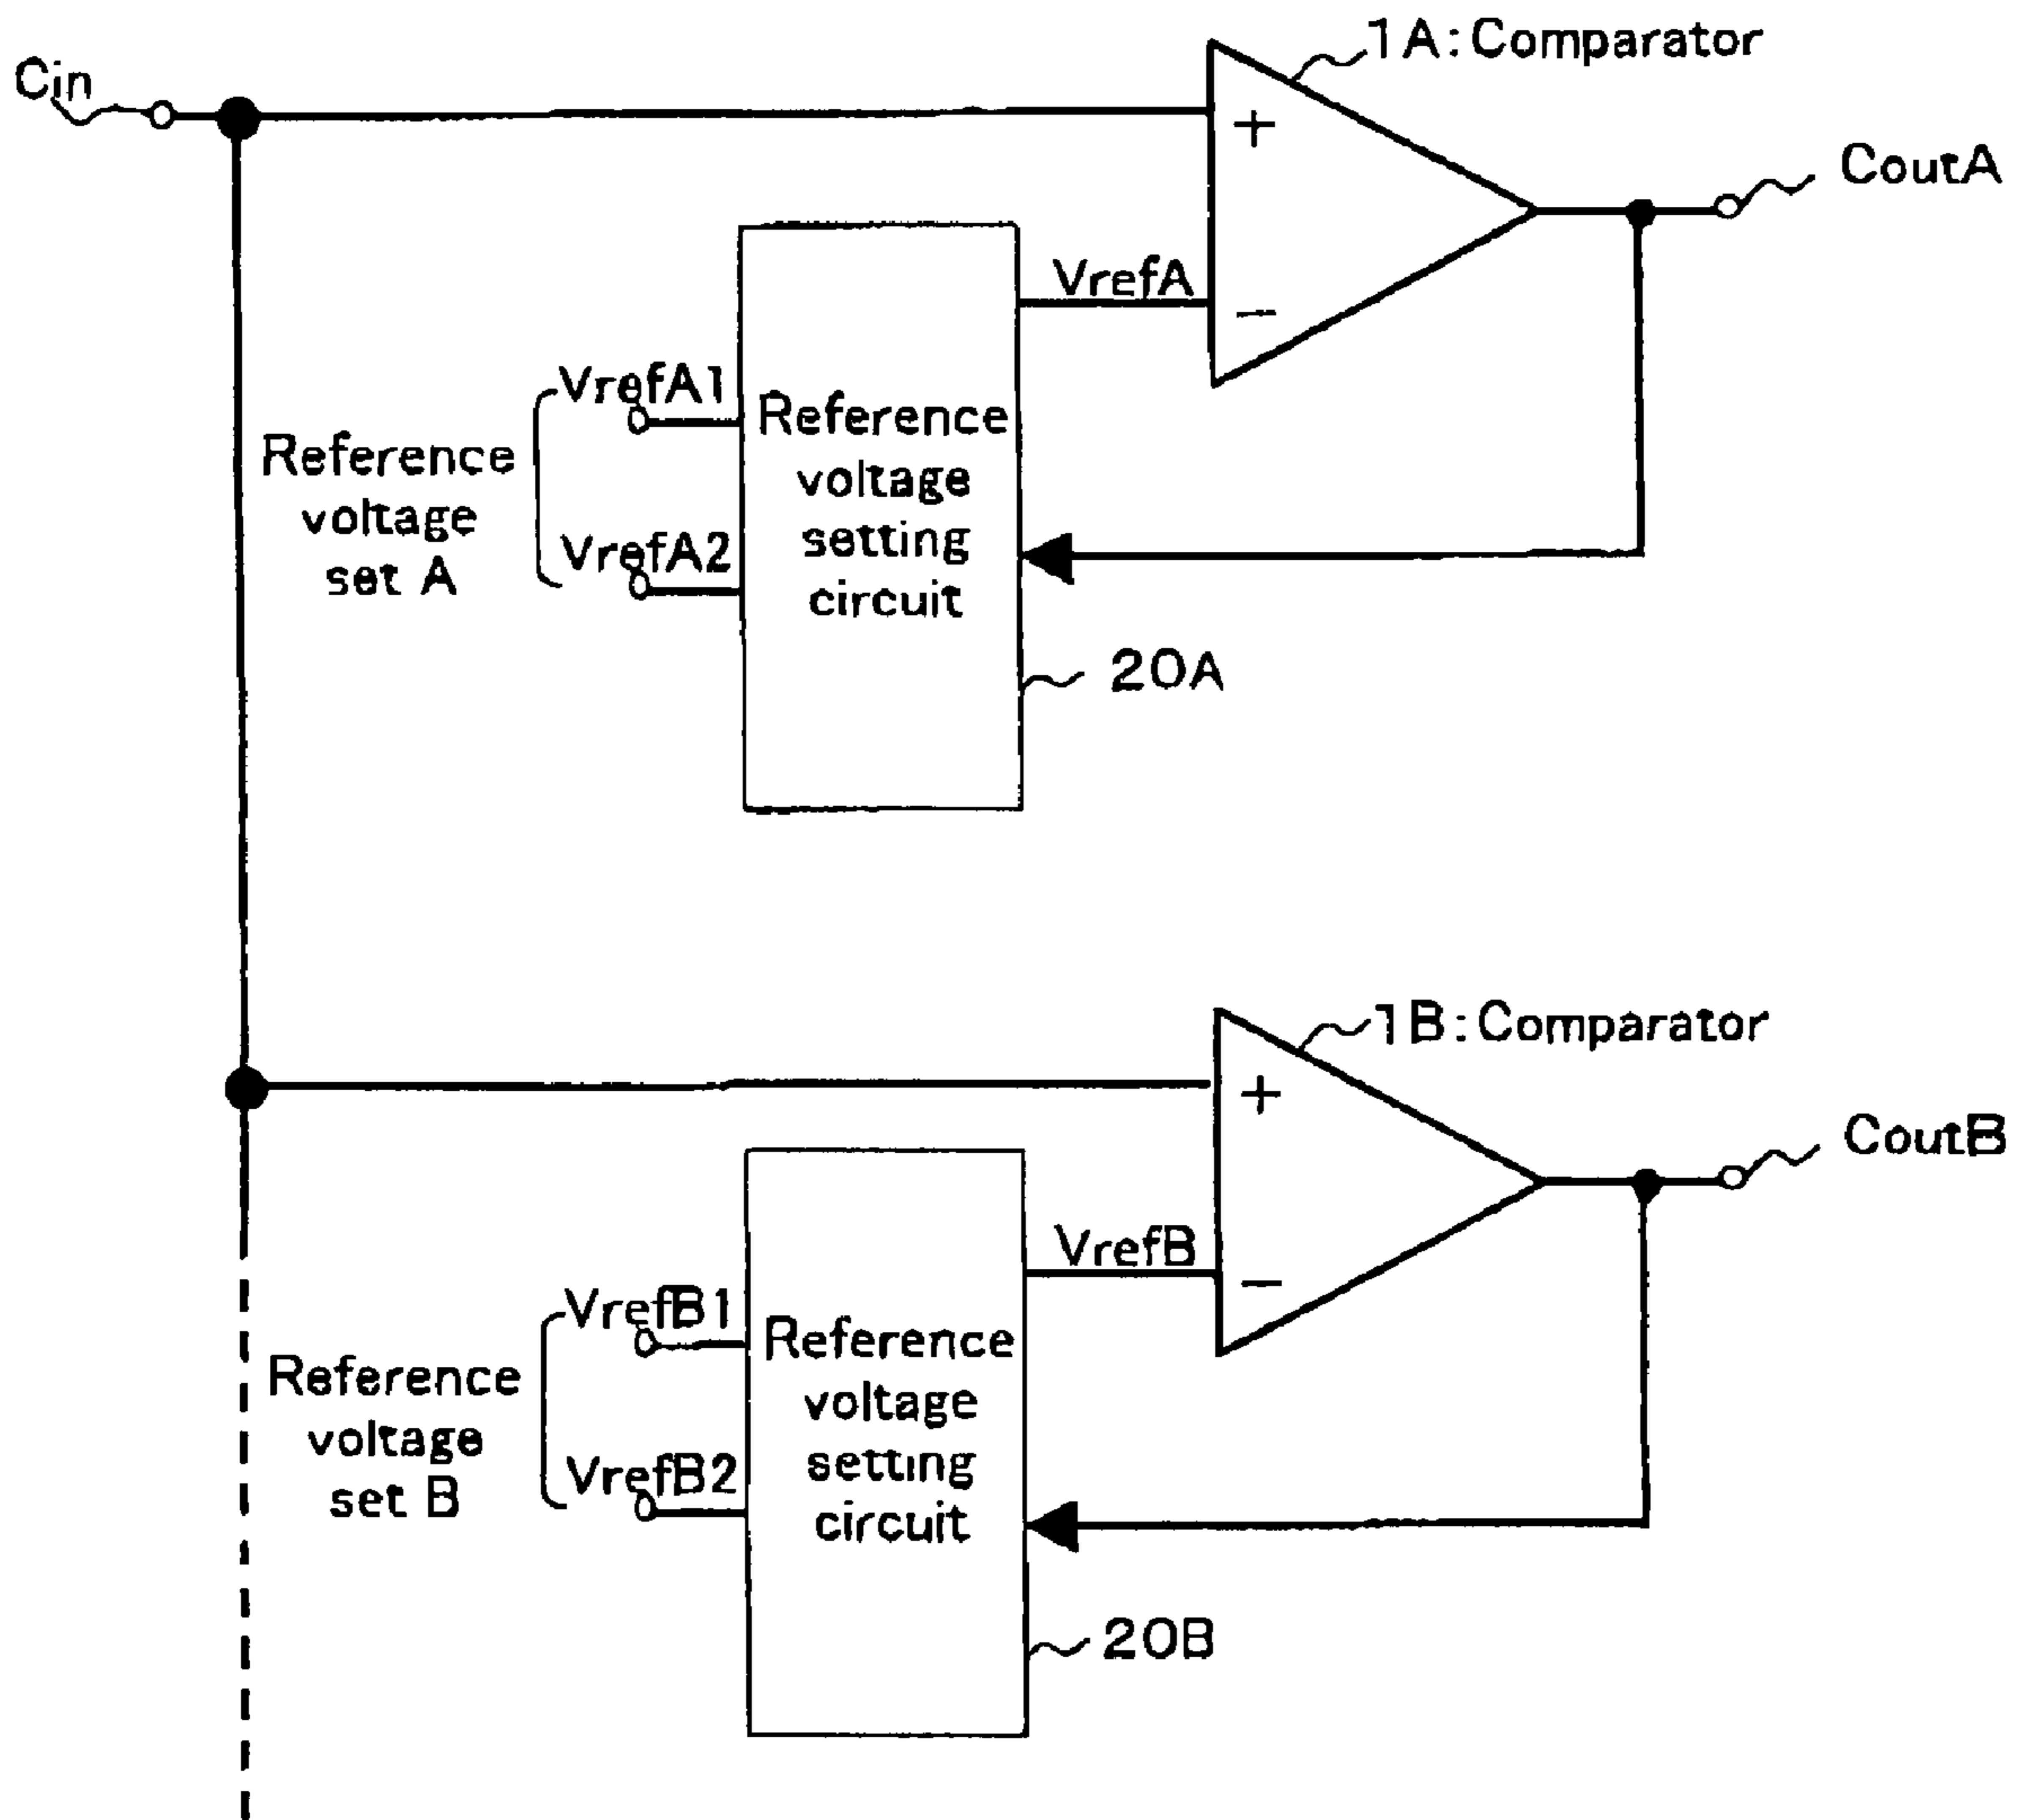 1A:Comparator
Cin
+
CoutA
VrefA
−
VrefA1
Reference
voltage
set A
VrefA2
Reference
voltage
setting
circuit
20A
1B:Comparator
+
CoutB
VrefB
−
VrefB1
Reference
voltage
set B
VrefB2
Reference
voltage
setting
circuit
20B